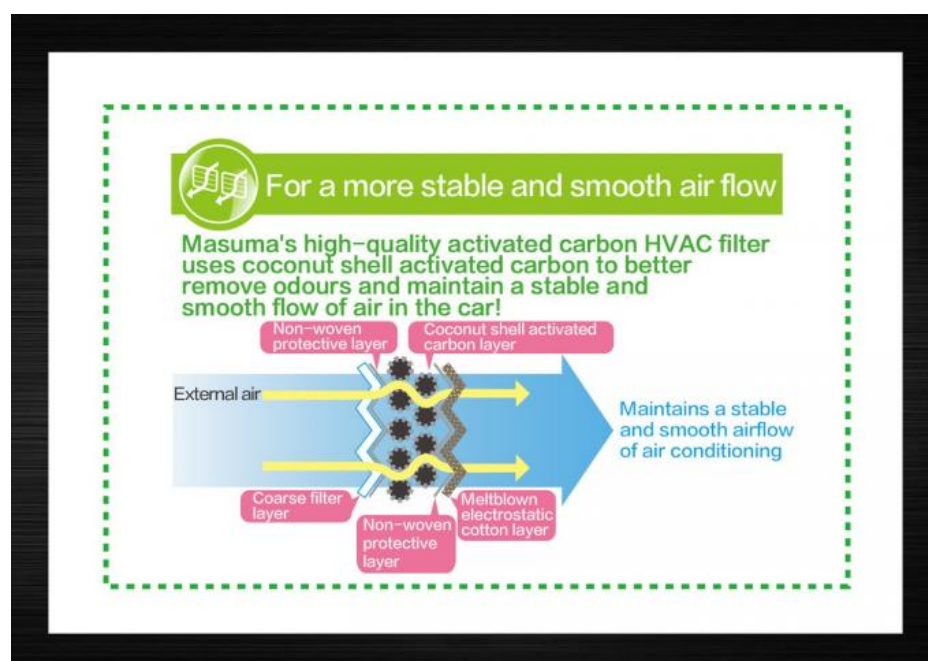 For a more stable and smooth air flow
Masuma's high-quality activated carbon HVAC filter
uses coconut shell activated carbon to better
remove odours and maintain a stable and
smooth flow of air in the car!
Non-woven
protective layer
Coconut shell activated
carbon layer
External air
Maintains a stable
and smooth airflow
of air conditioning
Coarse filter
layer
Non-woven
protective
layer
Meltblown
electrostatic
cotton layer